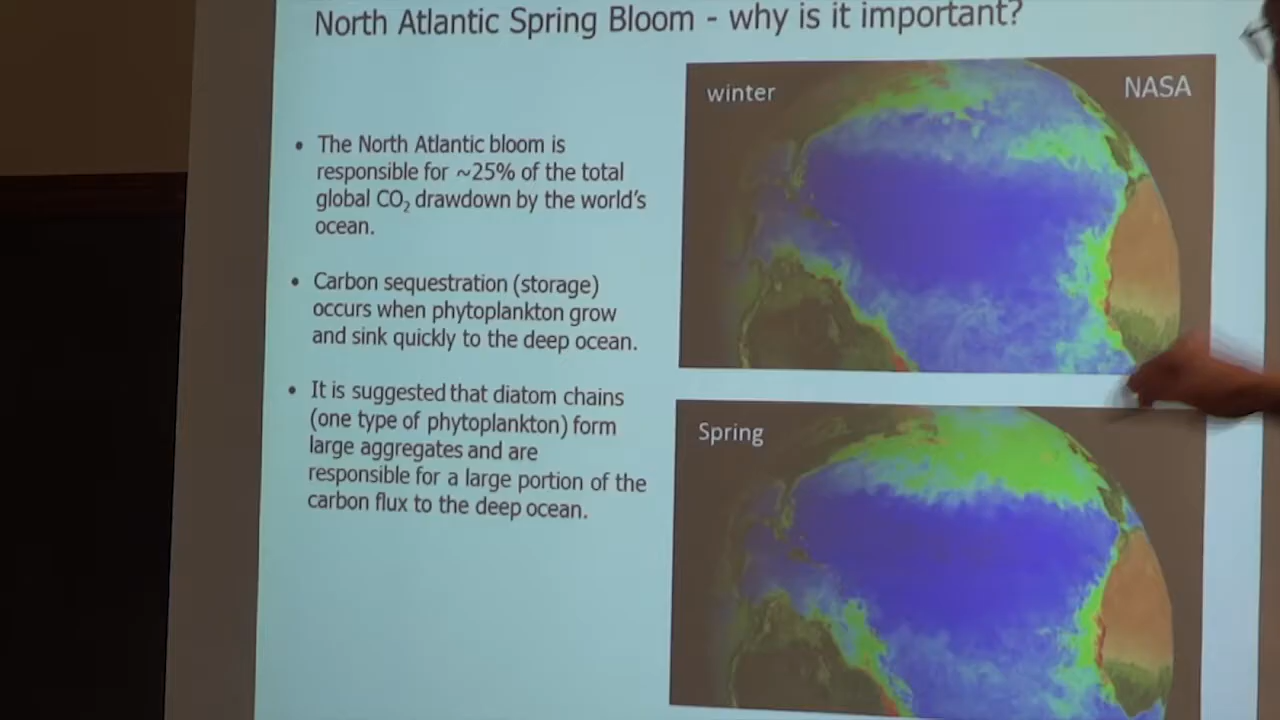 North Atlantic Spring Bloom - why is it important?
• The North Atlantic bloom is
responsible for ~25% of the total
global CO₂ drawdown by the world's
ocean.
• Carbon sequestration (storage)
occurs when phytoplankton grow
and sink quickly to the deep ocean.
• It is suggested that diatom chains
(one type of phytoplankton) form
large aggregates and are
responsible for a large portion of the
carbon flux to the deep ocean.
winter
NASA
Spring